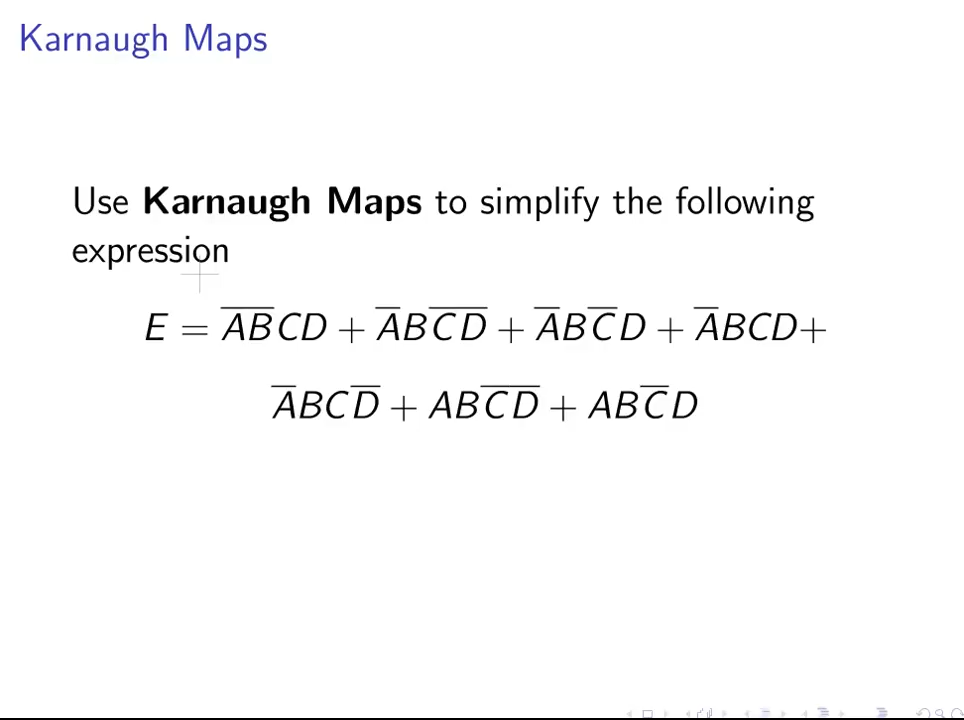 Karnaugh Maps
Use Karnaugh Maps to simplify the following
expression
E = A̅B̅CD + A̅BC̅D̅ + A̅BC̅D + A̅BCD+
A̅BCD̅ + ABC̅D̅ + ABC̅D